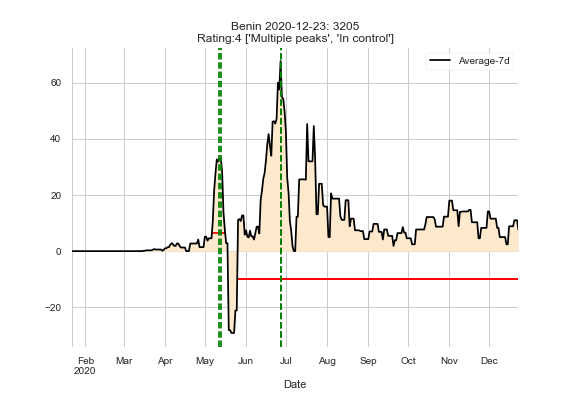 Benin 2020-12-23: 3205
Rating:4 ['Multiple peaks', 'In control']
Average-7d
60
40
20
0
−20
Feb Mar Apr May Jun Jul Aug Sep Oct Nov Dec
2020
Date